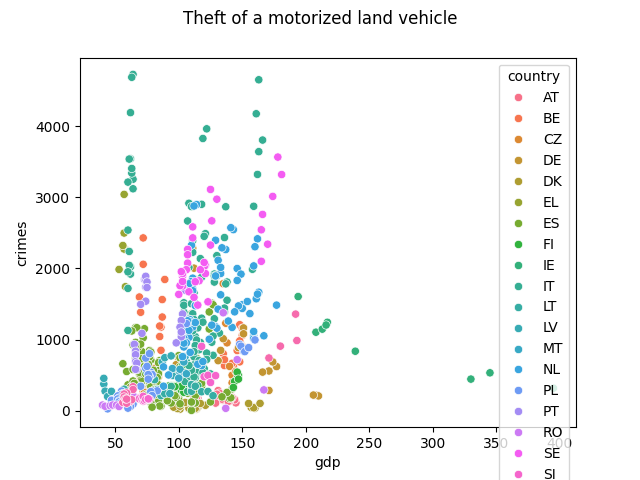 Theft of a motorized land vehicle
crimes
4000
3000
2000
1000
0
50
100
150
200
250
300
350
400
gdp
country
AT
BE
CZ
DE
DK
EL
ES
FI
IE
IT
LT
LV
MT
NL
PL
PT
RO
SE
SI